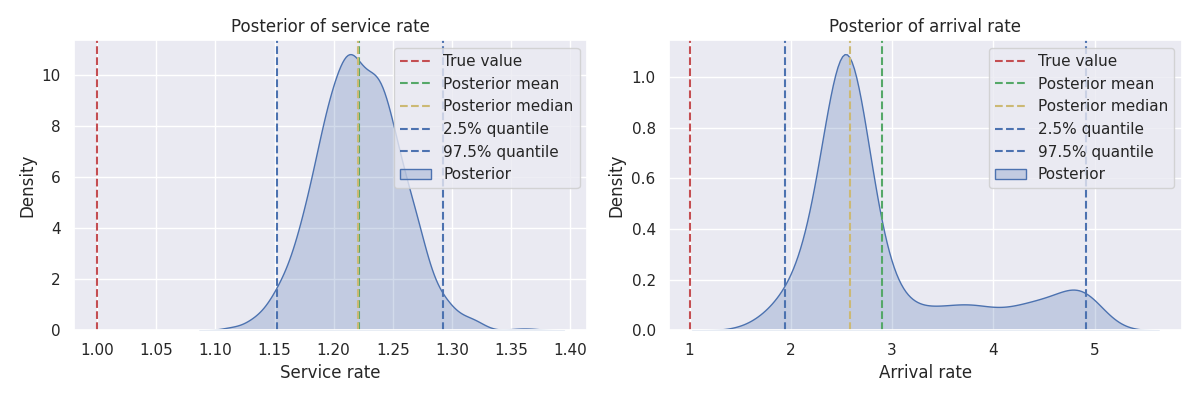 Posterior of service rate
Density
10
8
6
4
2
0
1.00 1.05 1.10 1.15 1.20 1.25 1.30 1.35 1.40
Service rate
True value
Posterior mean
Posterior median
2.5% quantile
97.5% quantile
Posterior
Posterior of arrival rate
Density
1.0
0.8
0.6
0.4
0.2
0.0
1 2 3 4 5
Arrival rate
True value
Posterior mean
Posterior median
2.5% quantile
97.5% quantile
Posterior